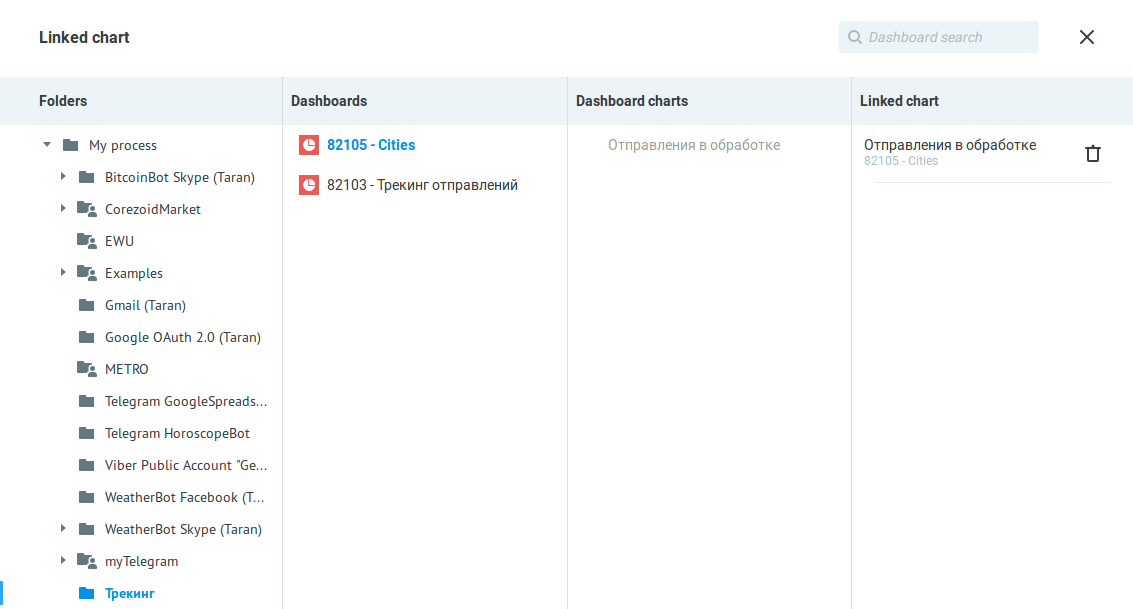 Linked chart
Dashboard search
Folders
Dashboards
Dashboard charts
Linked chart
My process
BitcoinBot Skype (Taran)
CorezoidMarket
EWU
Examples
Gmail (Taran)
Google OAuth 2.0 (Taran)
METRO
Telegram GoogleSpreads...
Telegram HoroscopeBot
Viber Public Account "Ge...
WeatherBot Facebook (T...
WeatherBot Skype (Taran)
myTelegram
Трекинг
82105 - Cities
82103 - Трекинг отправлений
Отправления в обработке
Отправления в обработке
82105 - Cities